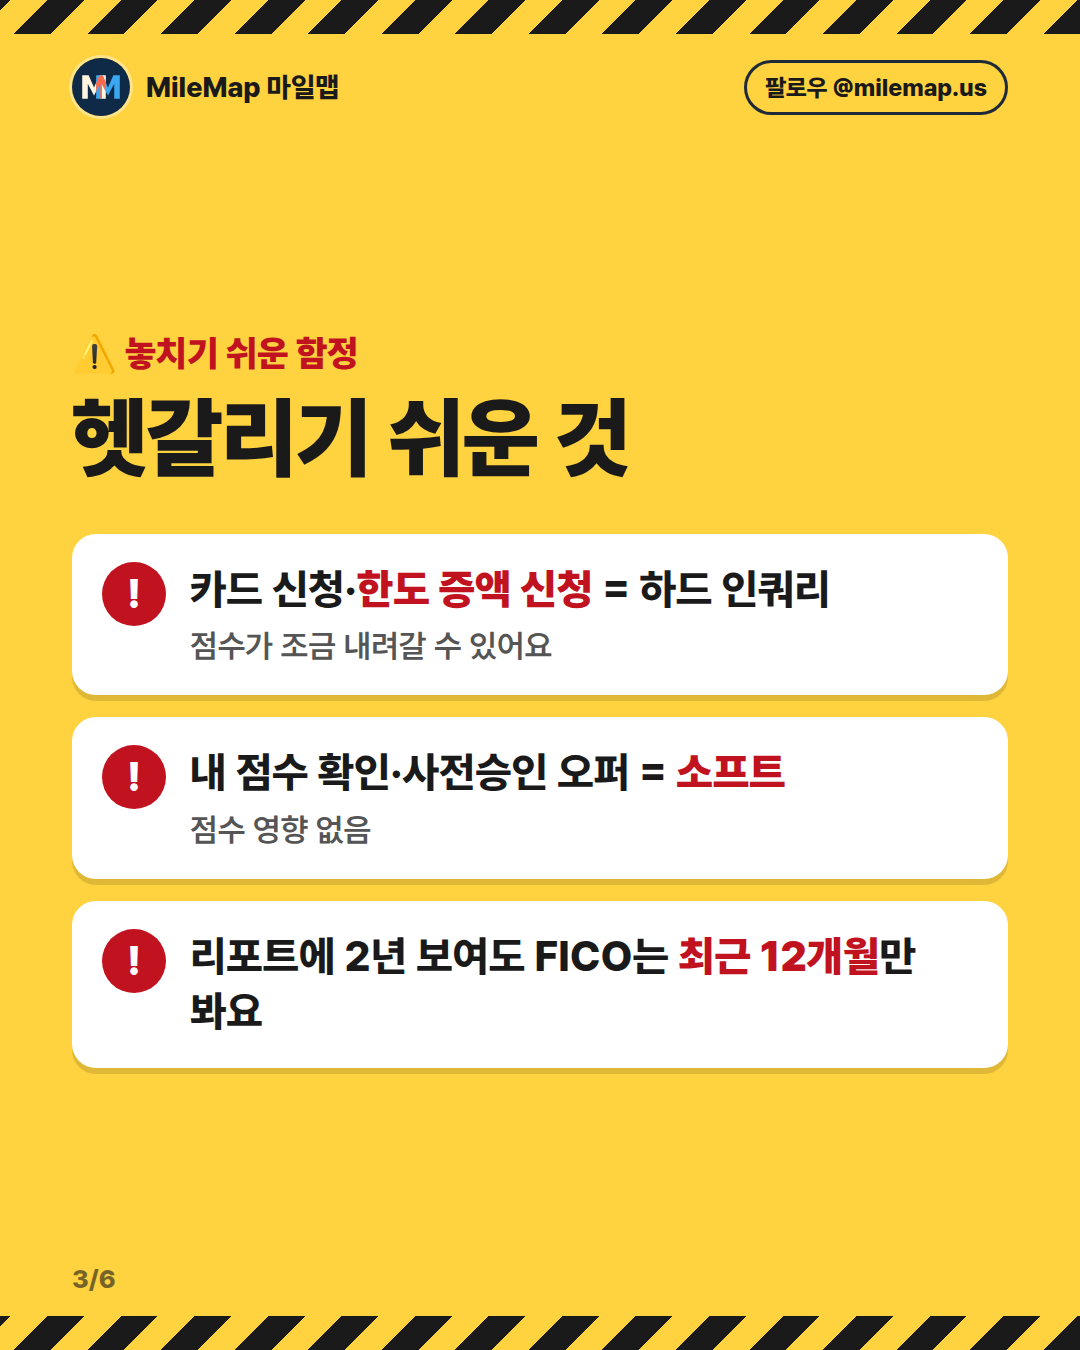 MM MileMap 마일맵
팔로우 @milemap.us
⚠️ 놓치기 쉬운 함정
헷갈리기 쉬운 것
! 카드 신청·한도 증액 신청 = 하드 인쿼리
점수가 조금 내려갈 수 있어요
! 내 점수 확인·사전승인 오퍼 = 소프트
점수 영향 없음
! 리포트에 2년 보여도 FICO는 최근 12개월만
봐요
3/6